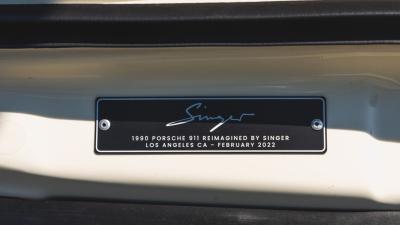 Singer
1990 PORSCHE 911 REIMAGINED BY SINGER
LOS ANGELES CA – FEBRUARY 2022